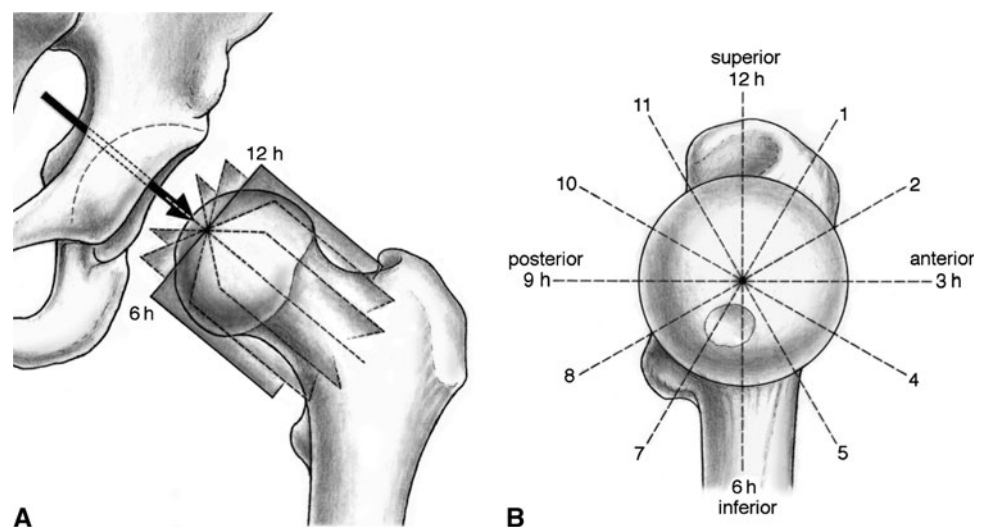 12 h
6 h
A
superior
12 h
11
1
10
2
posterior
9 h
anterior
3 h
8
4
7
5
6 h
inferior
B